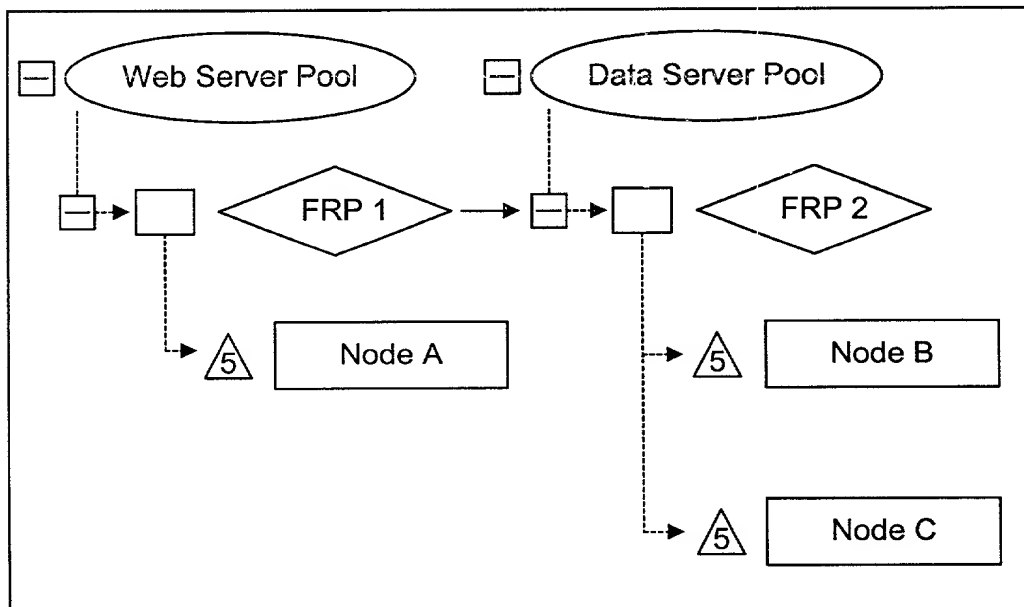 Web Server Pool
Data Server Pool
FRP 1
FRP 2
5
Node A
5
Node B
5
Node C